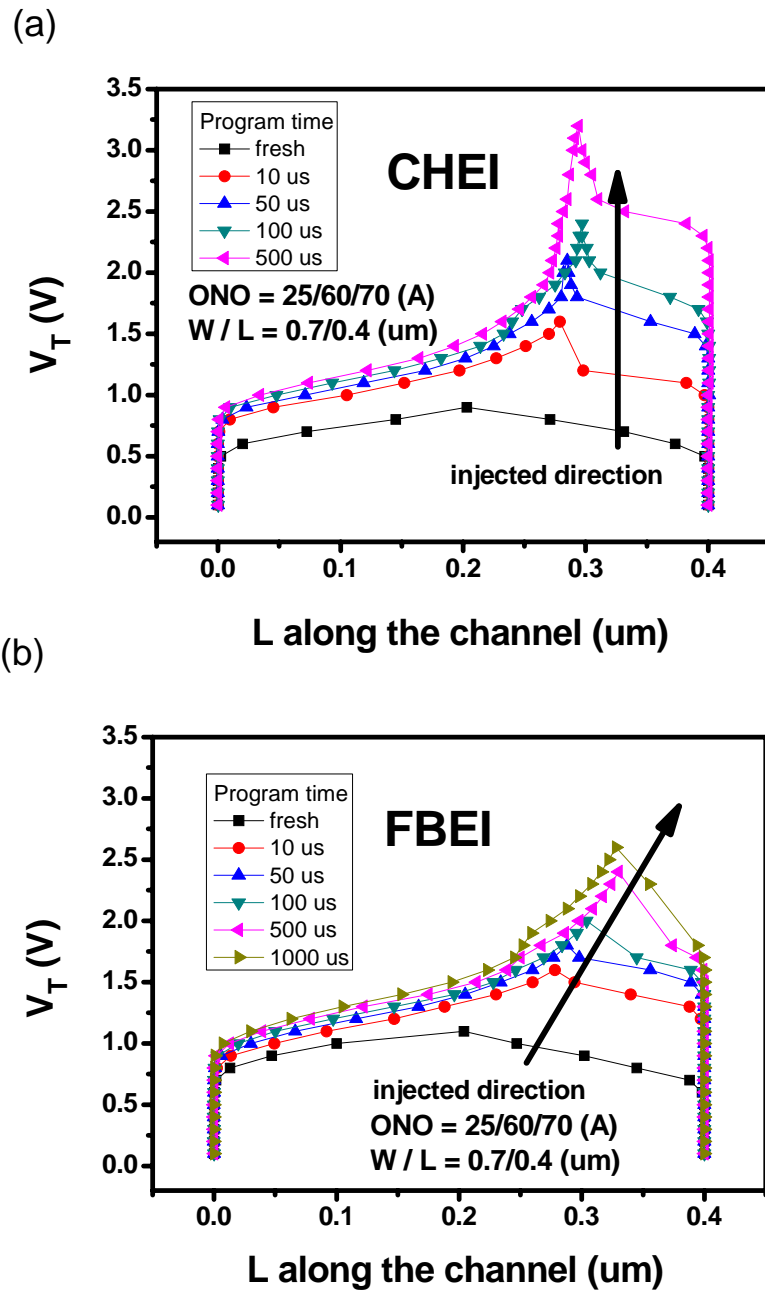 (a)
3.5
3.0
2.5
2.0
1.5
1.0
0.5
0.0
V_T (V)
Program time
fresh
10 us
50 us
100 us
500 us
CHEI
ONO = 25/60/70 (A)
W / L = 0.7/0.4 (um)
injected direction
0.0 0.1 0.2 0.3 0.4
L along the channel (um)
(b)
3.5
3.0
2.5
2.0
1.5
1.0
0.5
0.0
V_T (V)
Program time
fresh
10 us
50 us
100 us
500 us
1000 us
FBEI
injected direction
ONO = 25/60/70 (A)
W / L = 0.7/0.4 (um)
0.0 0.1 0.2 0.3 0.4
L along the channel (um)